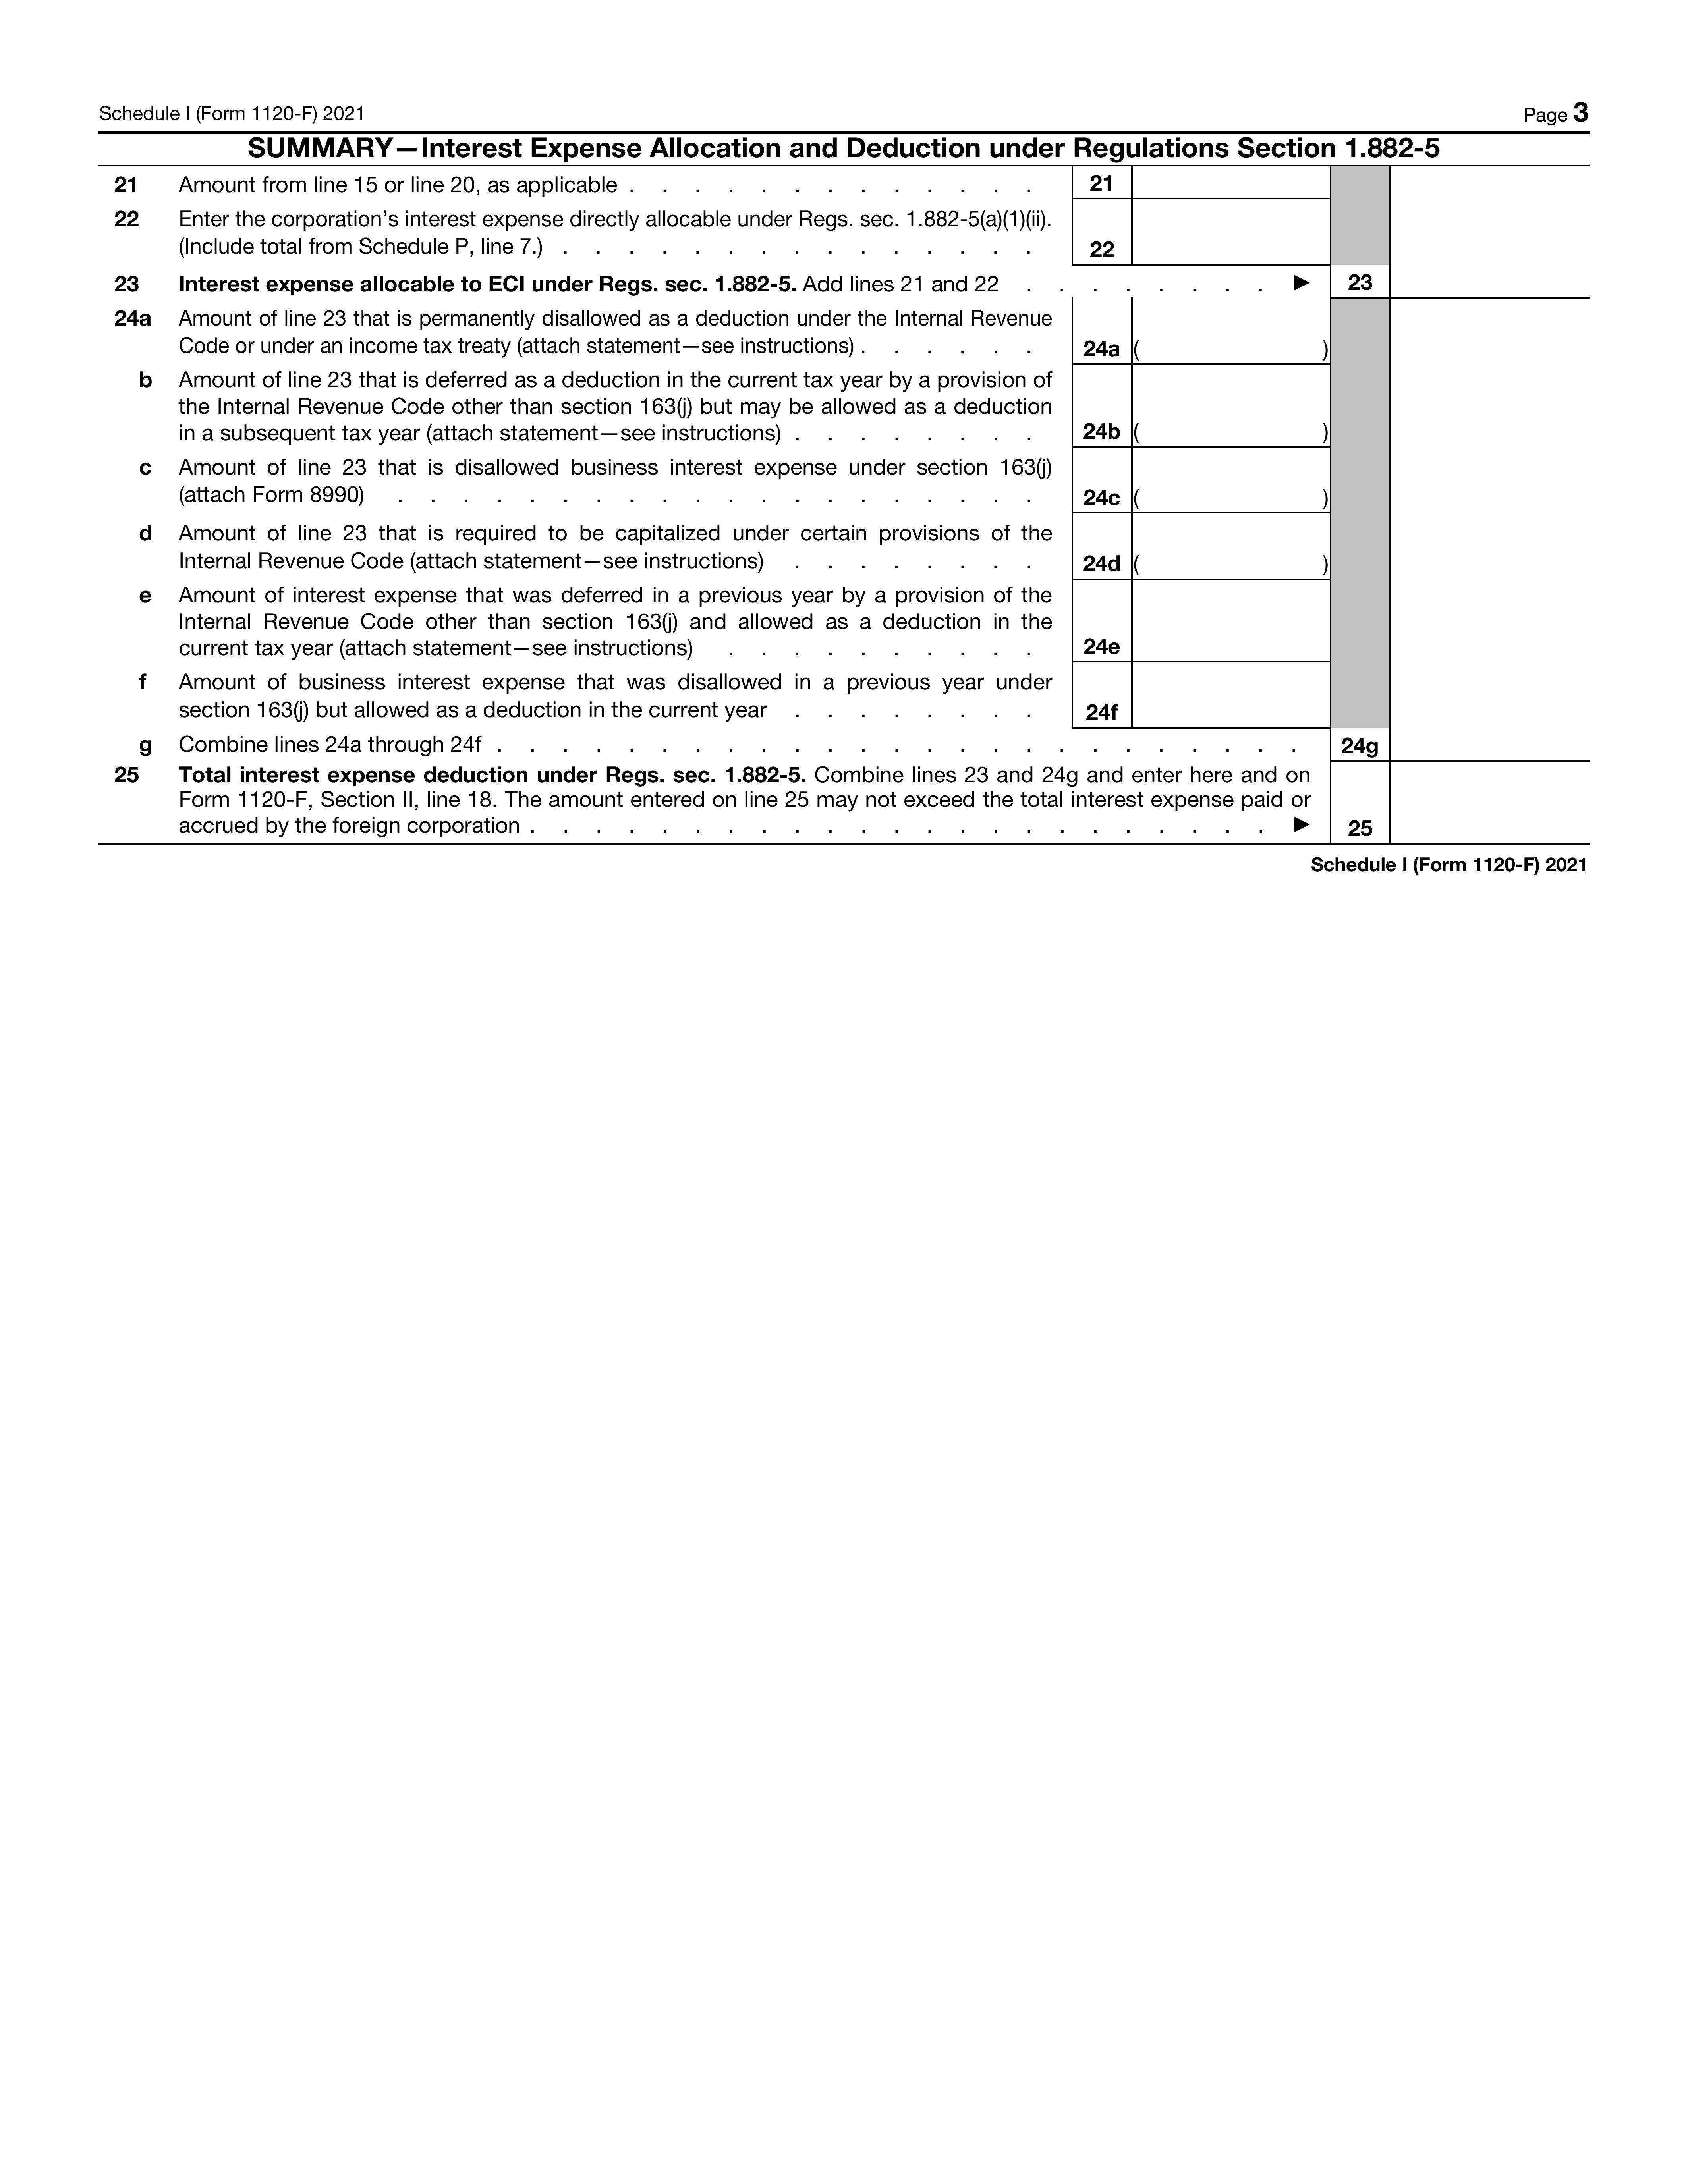 Schedule I (Form 1120-F) 2021 Page 3
SUMMARY—Interest Expense Allocation and Deduction under Regulations Section 1.882-5
21 Amount from line 15 or line 20, as applicable . . . . . . . . . . . . . 21
22 Enter the corporation's interest expense directly allocable under Regs. sec. 1.882-5(a)(1)(ii).
(Include total from Schedule P, line 7.) . . . . . . . . . . . . . . . 22
23 Interest expense allocable to ECI under Regs. sec. 1.882-5. Add lines 21 and 22 . . . . . . . . ▶ 23
24a Amount of line 23 that is permanently disallowed as a deduction under the Internal Revenue
Code or under an income tax treaty (attach statement—see instructions) . . . . . . 24a ( )
b Amount of line 23 that is deferred as a deduction in the current tax year by a provision of
the Internal Revenue Code other than section 163(j) but may be allowed as a deduction
in a subsequent tax year (attach statement—see instructions) . . . . . . . . 24b ( )
c Amount of line 23 that is disallowed business interest expense under section 163(j)
(attach Form 8990) . . . . . . . . . . . . . . . . . . . . 24c ( )
d Amount of line 23 that is required to be capitalized under certain provisions of the
Internal Revenue Code (attach statement—see instructions) . . . . . . . . 24d ( )
e Amount of interest expense that was deferred in a previous year by a provision of the
Internal Revenue Code other than section 163(j) and allowed as a deduction in the
current tax year (attach statement—see instructions) . . . . . . . . . . 24e
f Amount of business interest expense that was disallowed in a previous year under
section 163(j) but allowed as a deduction in the current year . . . . . . . . 24f
g Combine lines 24a through 24f . . . . . . . . . . . . . . . . . . . . . . . . . 24g
25 Total interest expense deduction under Regs. sec. 1.882-5. Combine lines 23 and 24g and enter here and on
Form 1120-F, Section II, line 18. The amount entered on line 25 may not exceed the total interest expense paid or
accrued by the foreign corporation . . . . . . . . . . . . . . . . . . . . . . . ▶ 25
Schedule I (Form 1120-F) 2021